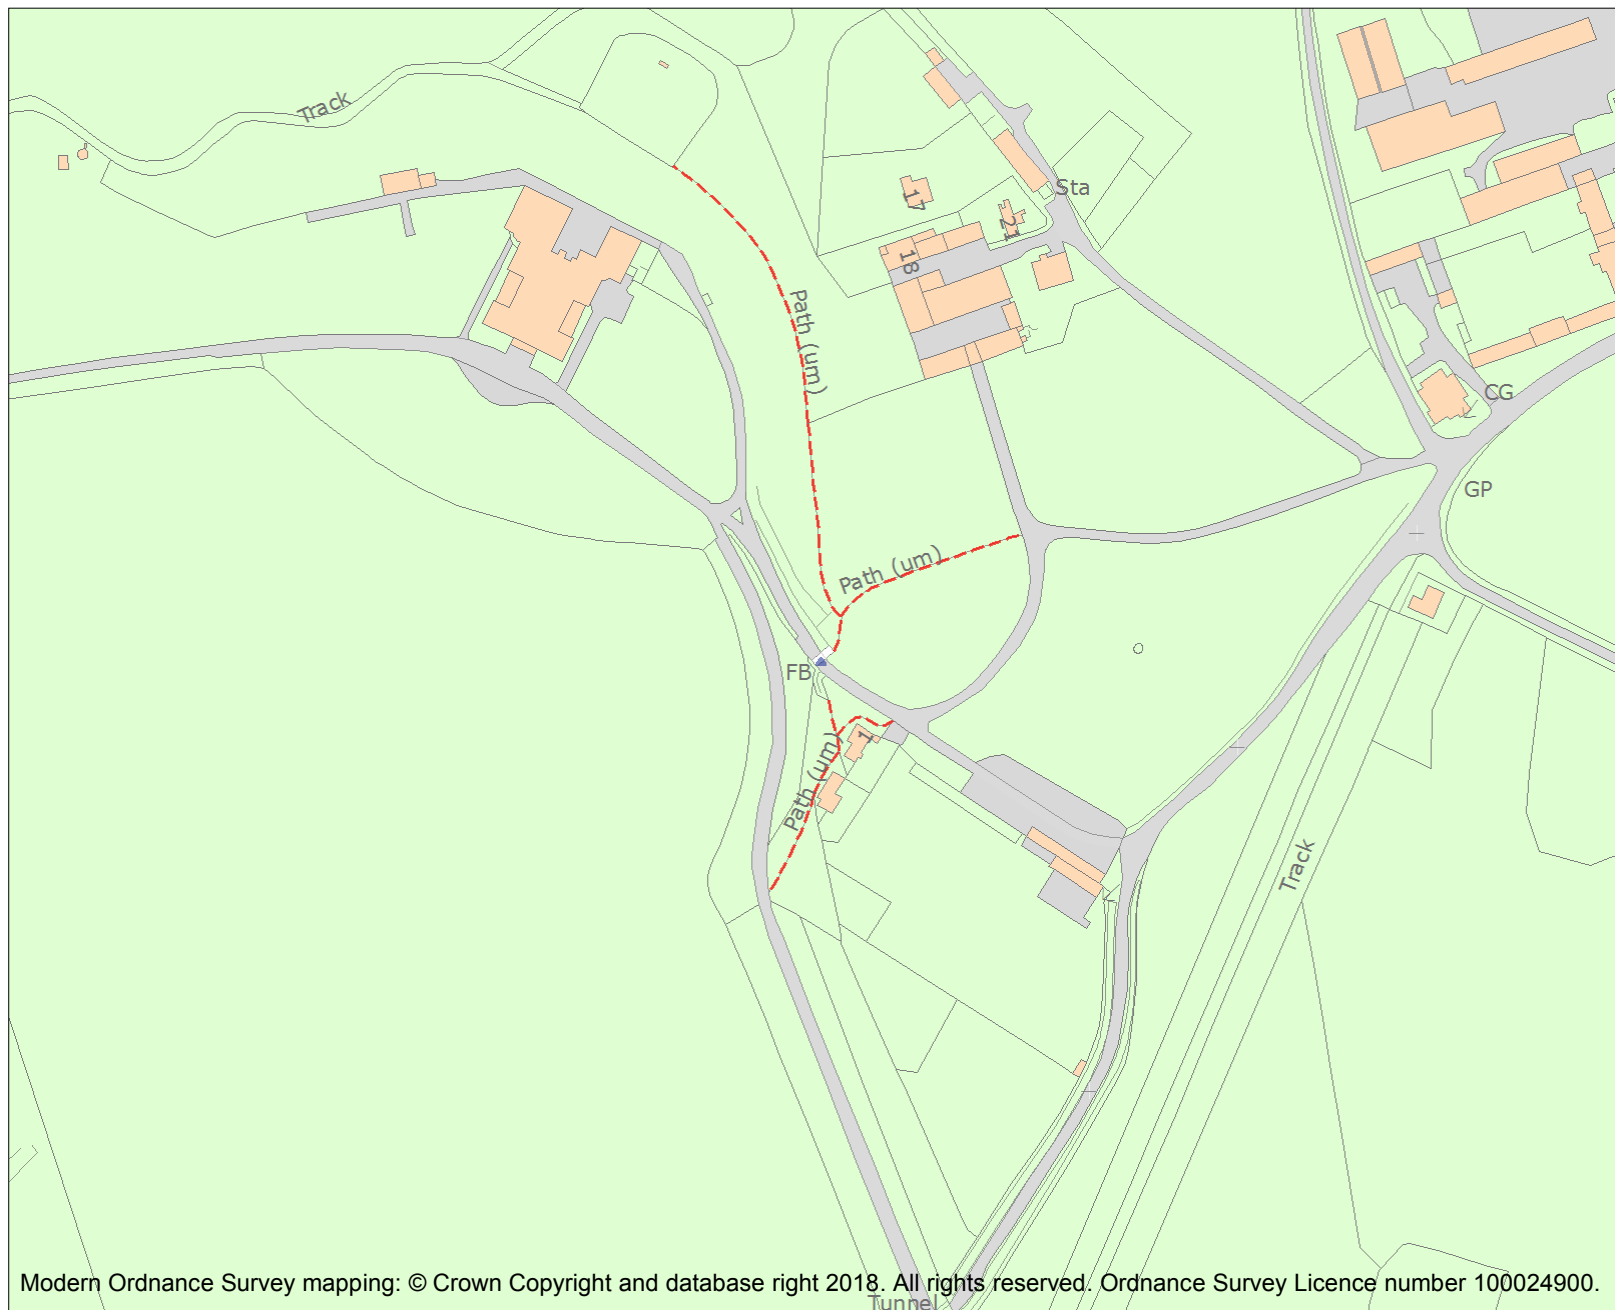 Track
Sta
17
21
18
Path (um)
CG
GP
Path (um)
FB
1
Path (um)
Track
Modern Ordnance Survey mapping: © Crown Copyright and database right 2018. All rights reserved. Ordnance Survey Licence number 100024900.
Tunnel